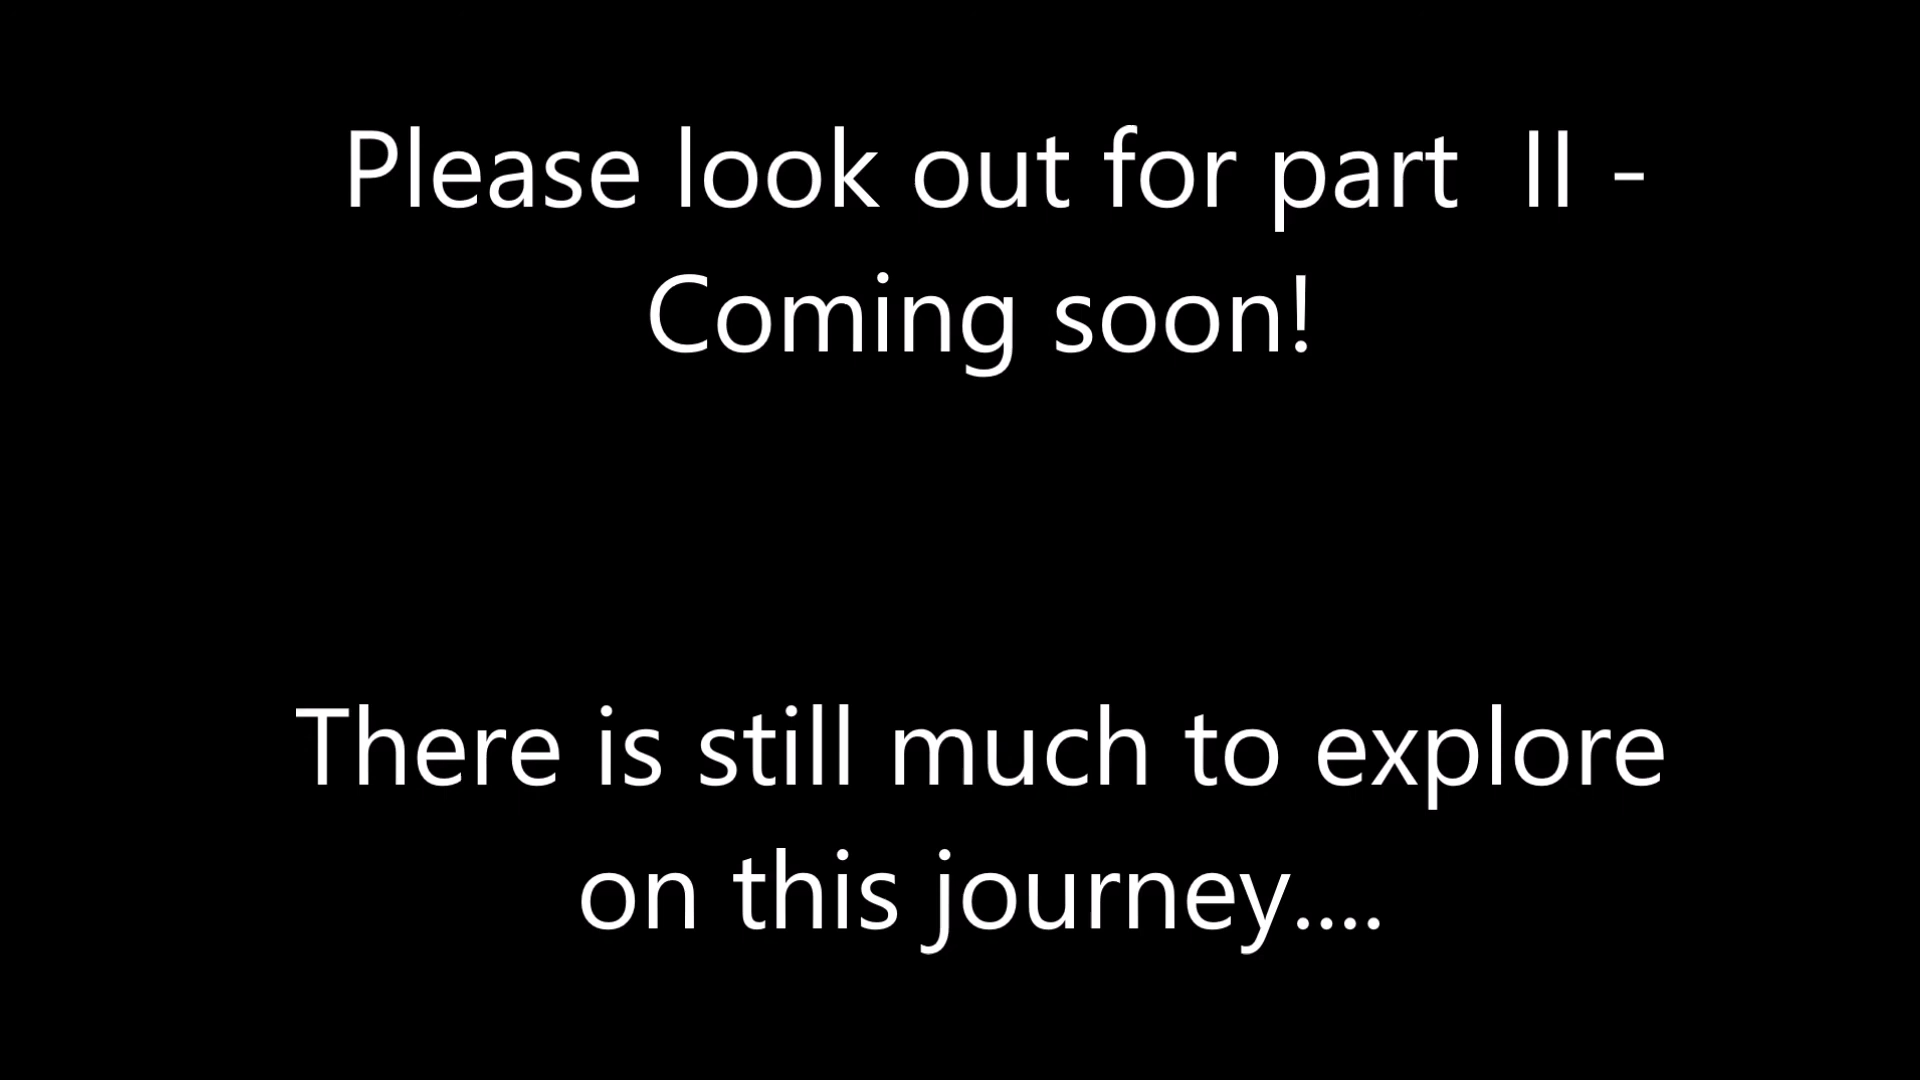 Please look out for part  II -
Coming soon!
There is still much to explore
on this journey....